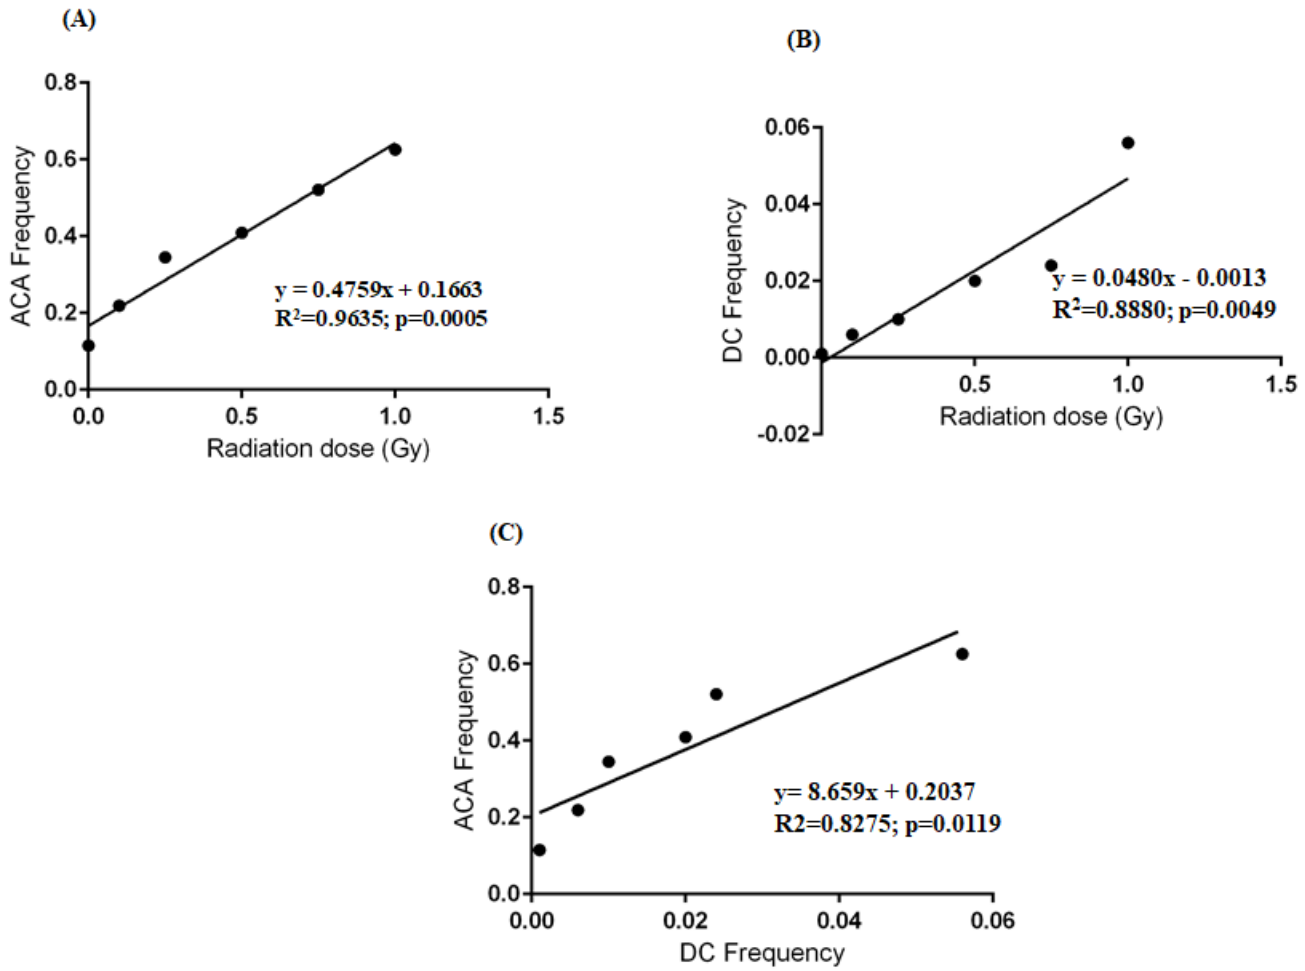 (A)
0.8
0.6
0.4
0.2
0.0
ACA Frequency
y = 0.4759x + 0.1663
R²=0.9635; p=0.0005
0.0 0.5 1.0 1.5
Radiation dose (Gy)
(B)
0.06
0.04
0.02
0.00
-0.02
DC Frequency
y = 0.0480x - 0.0013
R²=0.8880; p=0.0049
0.5 1.0 1.5
Radiation dose (Gy)
(C)
0.8
0.6
0.4
0.2
0.0
ACA Frequency
y= 8.659x + 0.2037
R2=0.8275; p=0.0119
0.00 0.02 0.04 0.06
DC Frequency